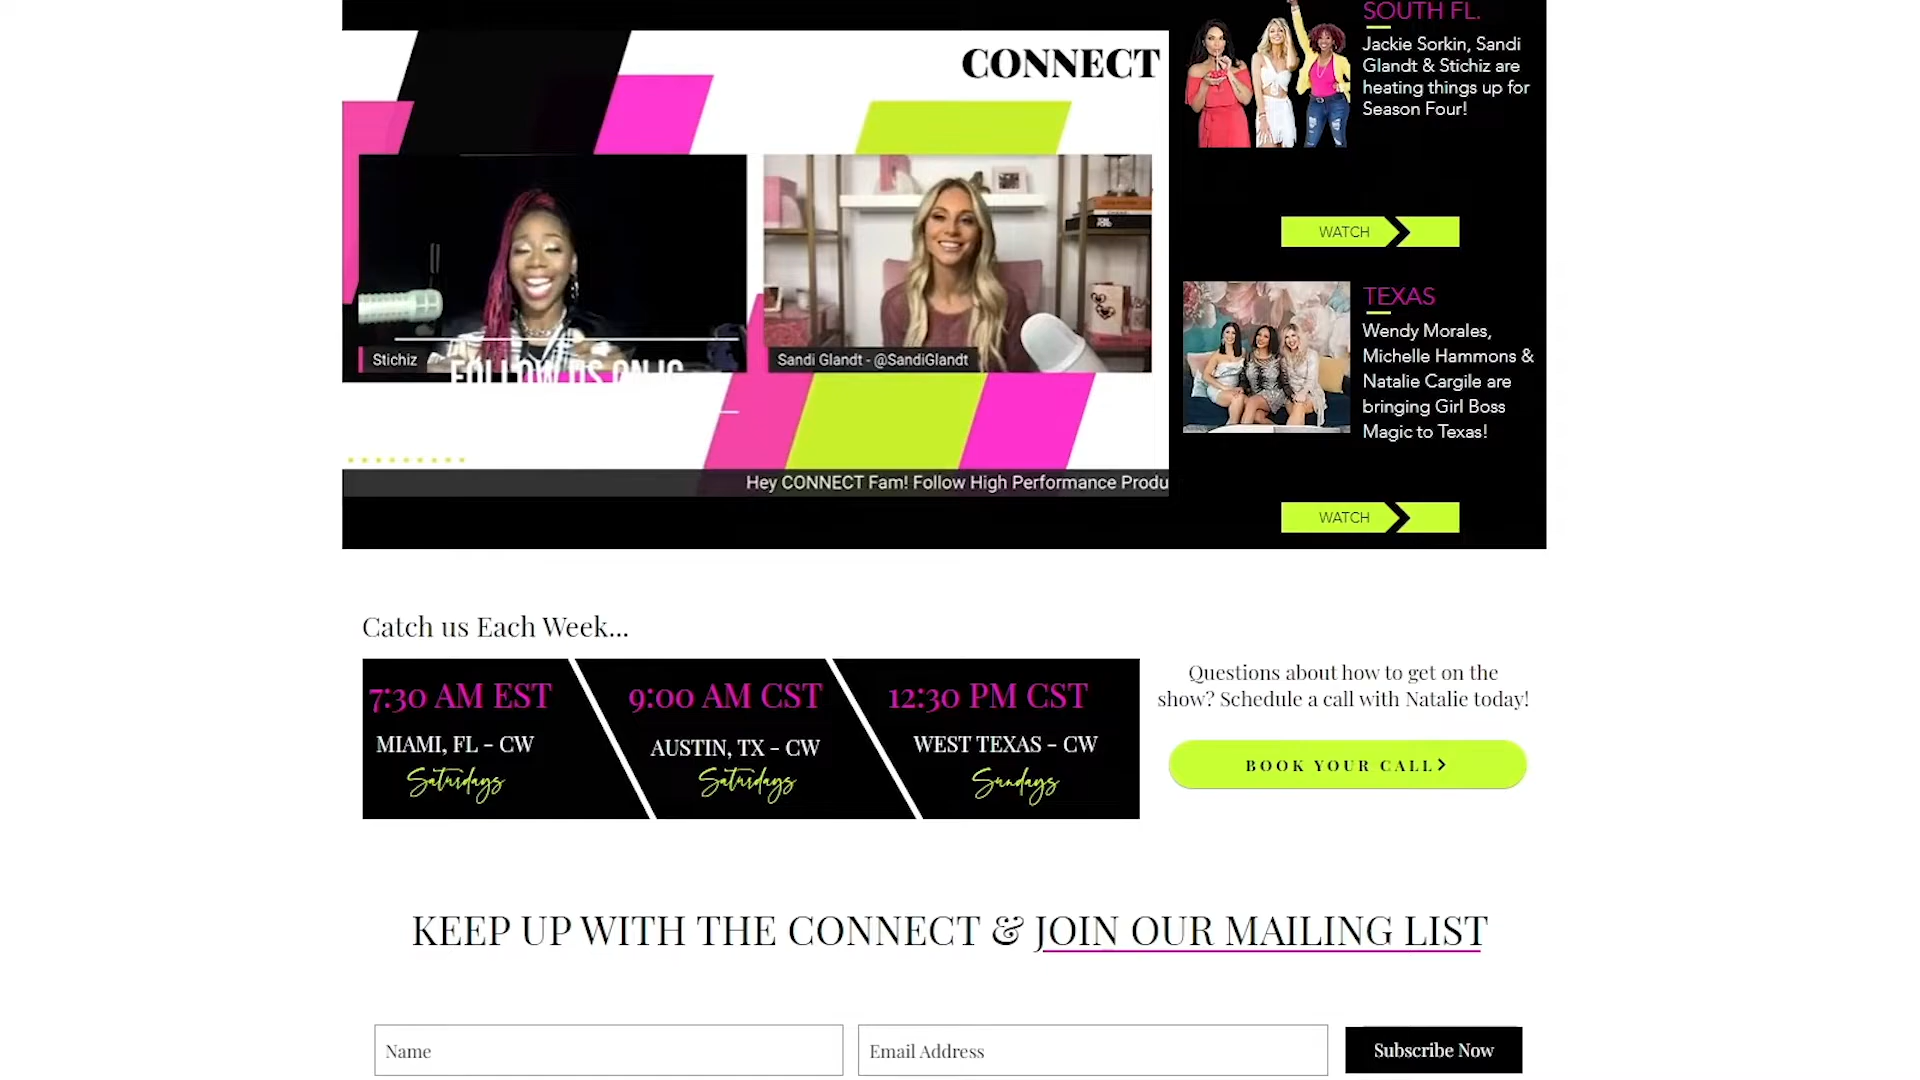 CONNECT
Stichiz
FOLLOW US ON IG
Sandi Glandt - @SandiGlandt
Hey CONNECT Fam! Follow High Performance Produ
SOUTH FL.
Jackie Sorkin, Sandi
Glandt & Stichiz are
heating things up for
Season Four!
WATCH
TEXAS
Wendy Morales,
Michelle Hammons &
Natalie Cargile are
bringing Girl Boss
Magic to Texas!
WATCH
Catch us Each Week...
7:30 AM EST
MIAMI, FL - CW
Saturdays
9:00 AM CST
AUSTIN, TX - CW
Saturdays
12:30 PM CST
WEST TEXAS - CW
Sundays
Questions about how to get on the
show? Schedule a call with Natalie today!
BOOK YOUR CALL
KEEP UP WITH THE CONNECT & JOIN OUR MAILING LIST
Name
Email Address
Subscribe Now